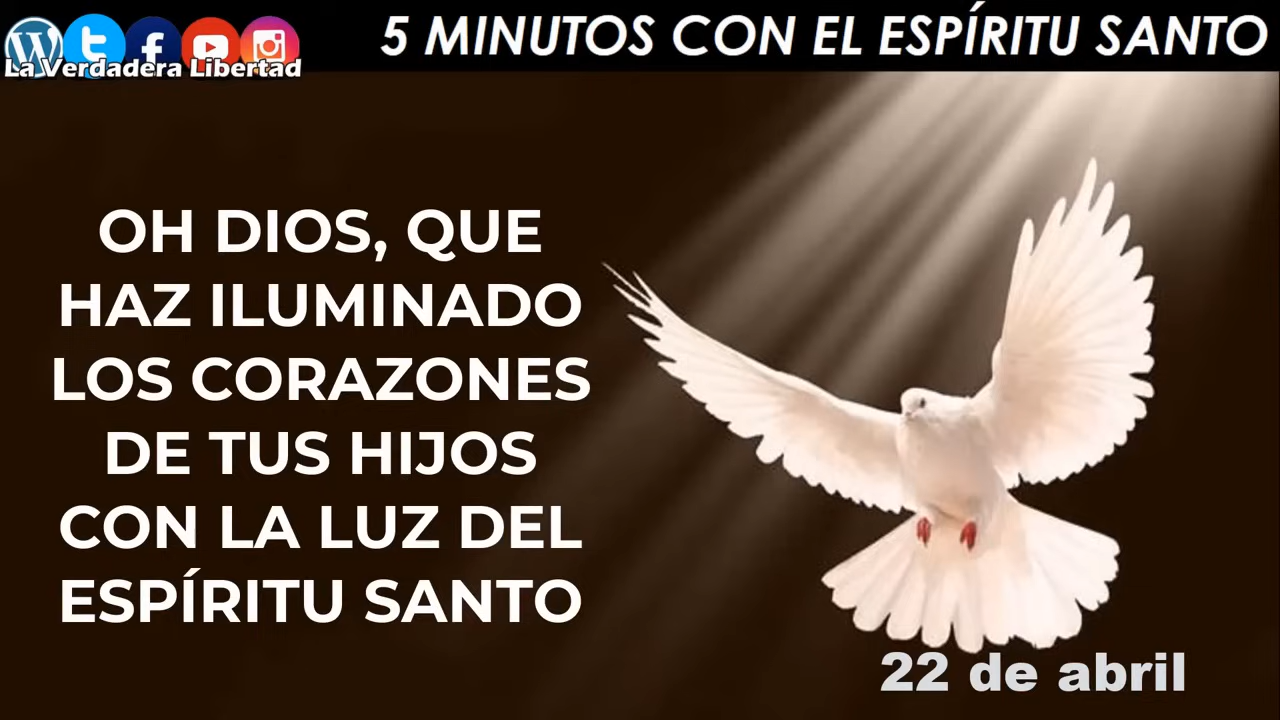 5 MINUTOS CON EL ESPÍRITU SANTO
La Verdadera Libertad
OH DIOS, QUE
HAZ ILUMINADO
LOS CORAZONES
DE TUS HIJOS
CON LA LUZ DEL
ESPÍRITU SANTO
22 de abril